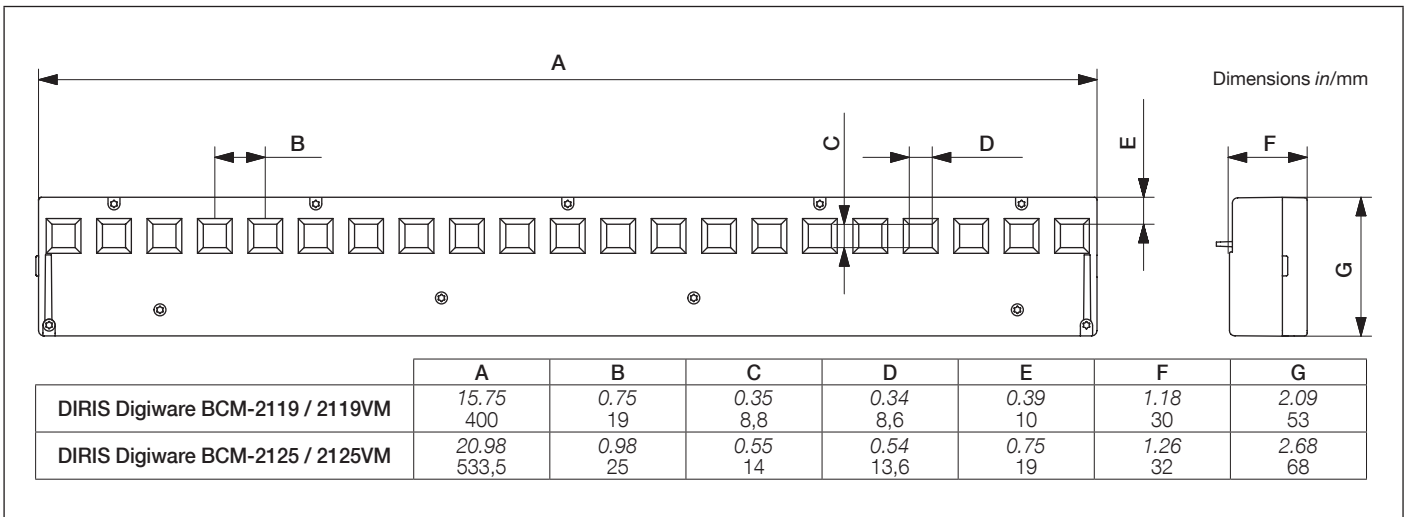 A
Dimensions in/mm
B
C
D
E
F
G
A B C D E F G
DIRIS Digiware BCM-2119 / 2119VM
15.75 0.75 0.35 0.34 0.39 1.18 2.09
400 19 8,8 8,6 10 30 53
DIRIS Digiware BCM-2125 / 2125VM
20.98 0.98 0.55 0.54 0.75 1.26 2.68
533,5 25 14 13,6 19 32 68